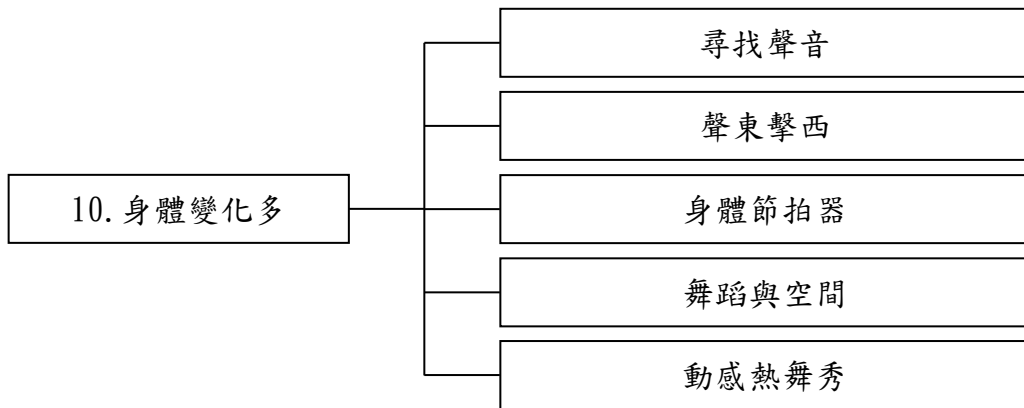 尋找聲音
聲東擊西
10.身體變化多
身體節拍器
舞蹈與空間
動感熱舞秀